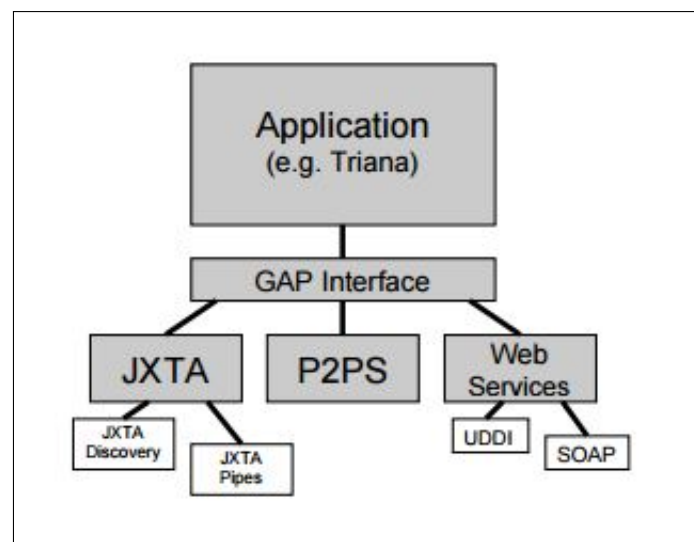 Application
(e.g. Triana)
GAP Interface
JXTA
P2PS
Web
Services
JXTA
Discovery
JXTA
Pipes
UDDI
SOAP